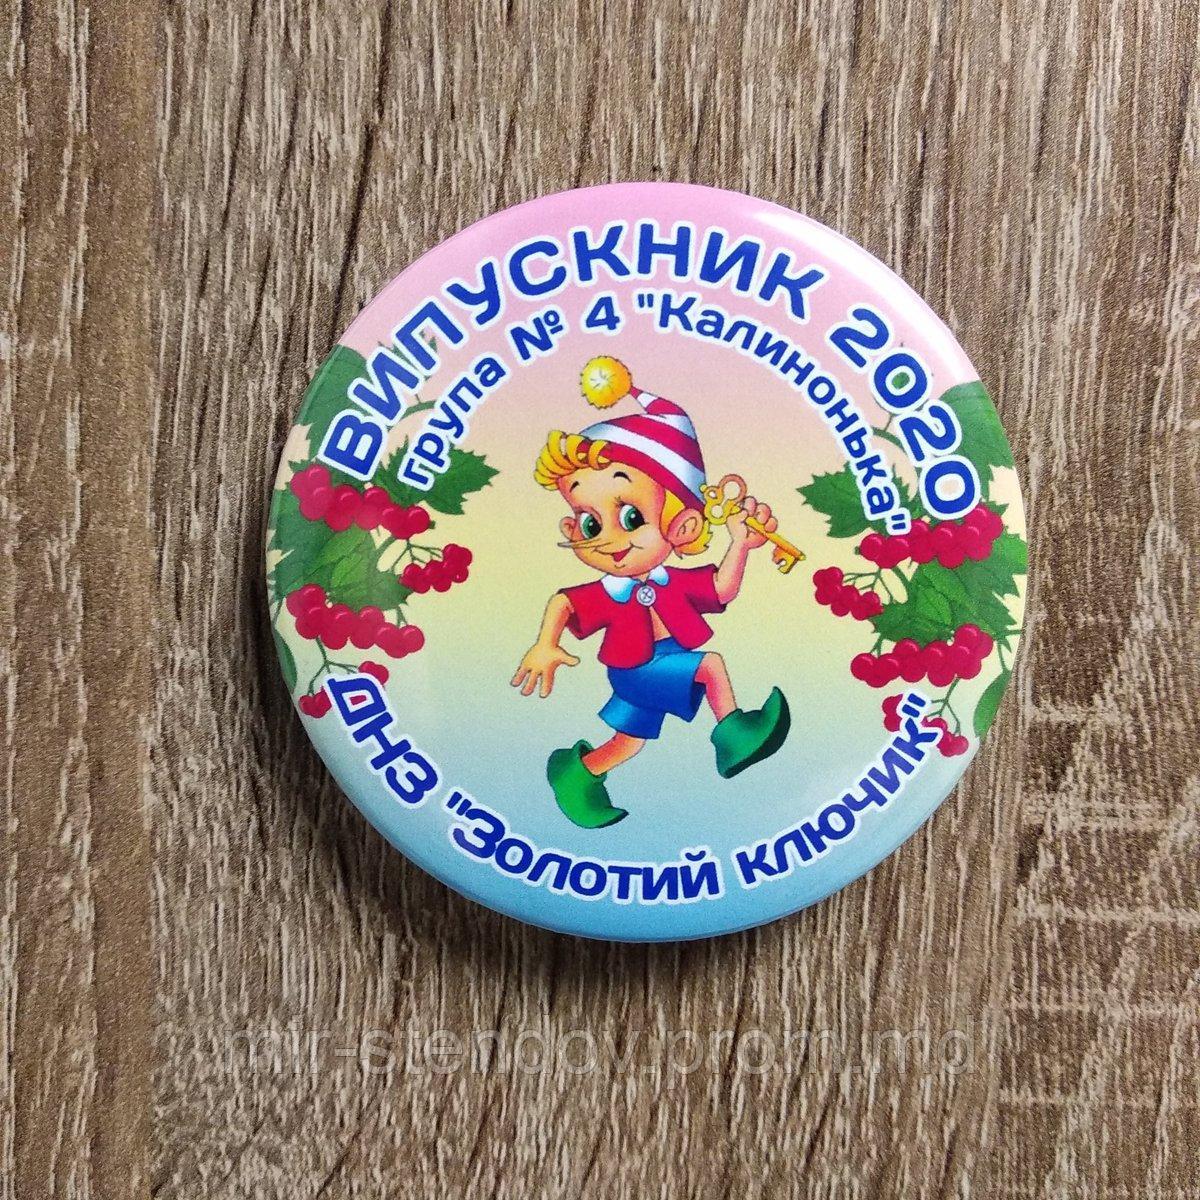 ВИПУСКНИК 2020
група № 4 "Калинонька"
ДНЗ "Золотий ключик"
mir-stendov.prom.md